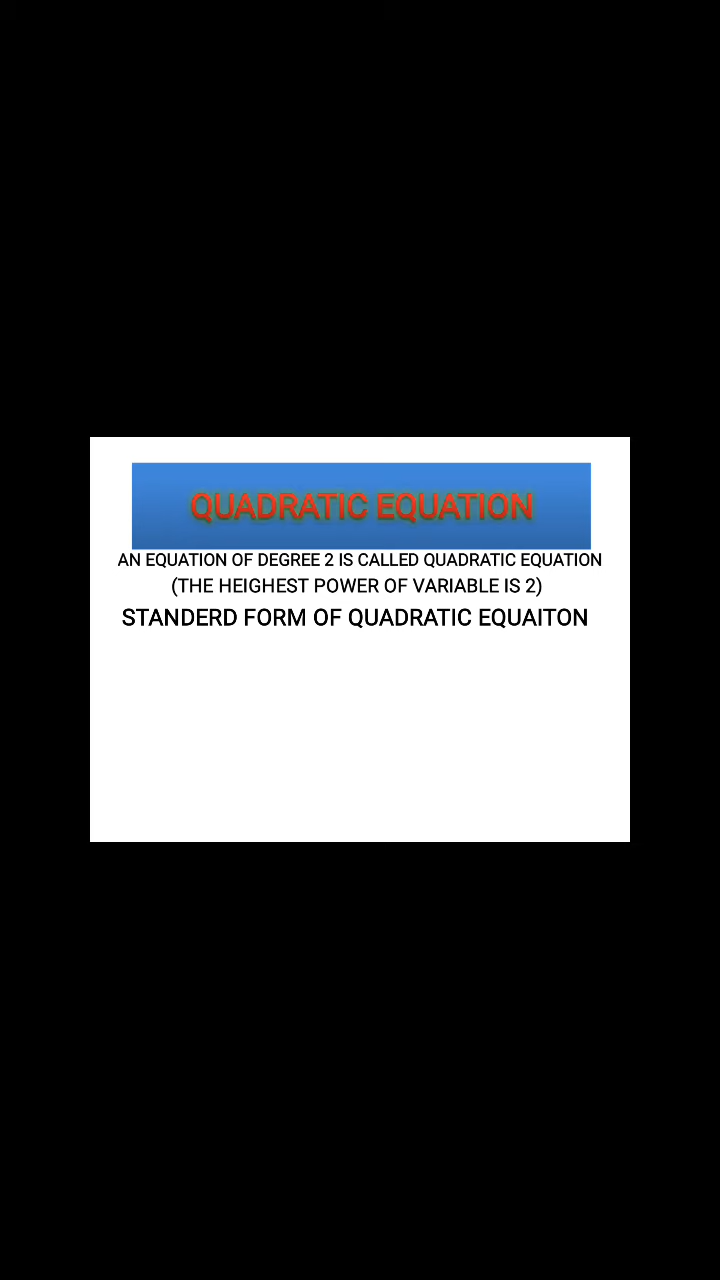 QUADRATIC EQUATION
AN EQUATION OF DEGREE 2 IS CALLED QUADRATIC EQUATION
(THE HEIGHEST POWER OF VARIABLE IS 2)
STANDERD FORM OF QUADRATIC EQUAITON